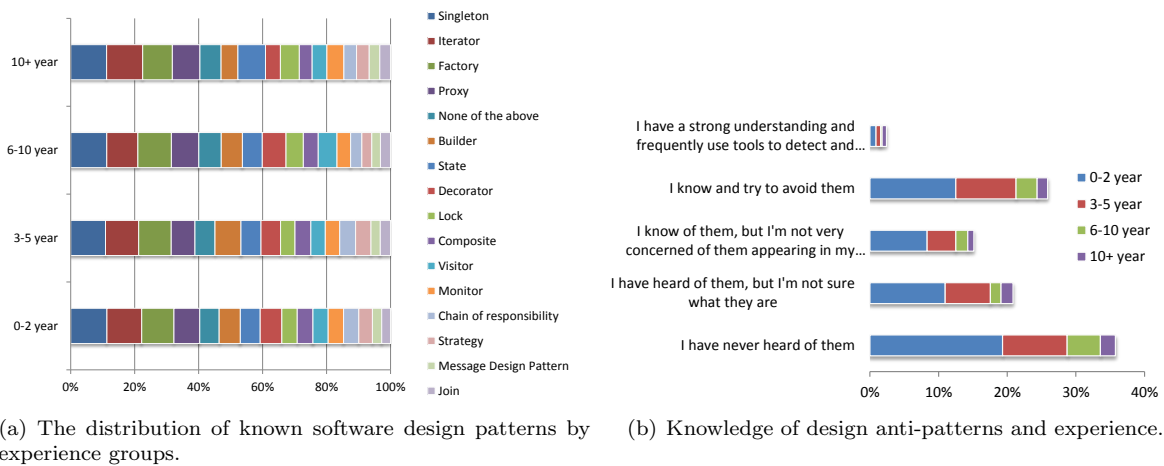 10+ year
6-10 year
3-5 year
0-2 year
0%
20%
40%
60%
80%
100%
Singleton
Iterator
Factory
Proxy
None of the above
Builder
State
Decorator
Lock
Composite
Visitor
Monitor
Chain of responsibility
Strategy
Message Design Pattern
Join
(a) The distribution of known software design patterns by
experience groups.
I have a strong understanding and
frequently use tools to detect and…
I know and try to avoid them
I know of them, but I'm not very
concerned of them appearing in my…
I have heard of them, but I'm not sure
what they are
I have never heard of them
0%
10%
20%
30%
40%
0-2 year
3-5 year
6-10 year
10+ year
(b) Knowledge of design anti-patterns and experience.